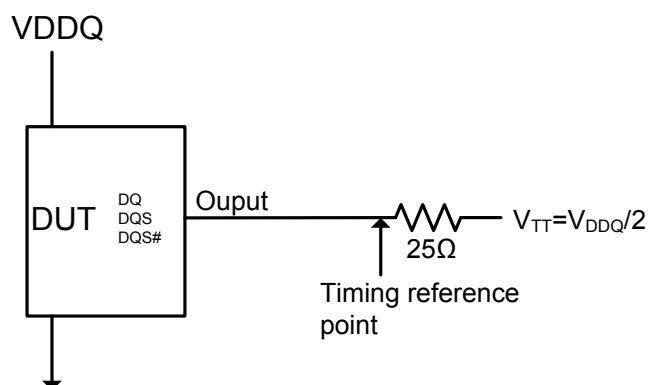 VDDQ
DUT
DQ
DQS
DQS#
Ouput
25Ω
VTT=VDDQ/2
Timing reference
point